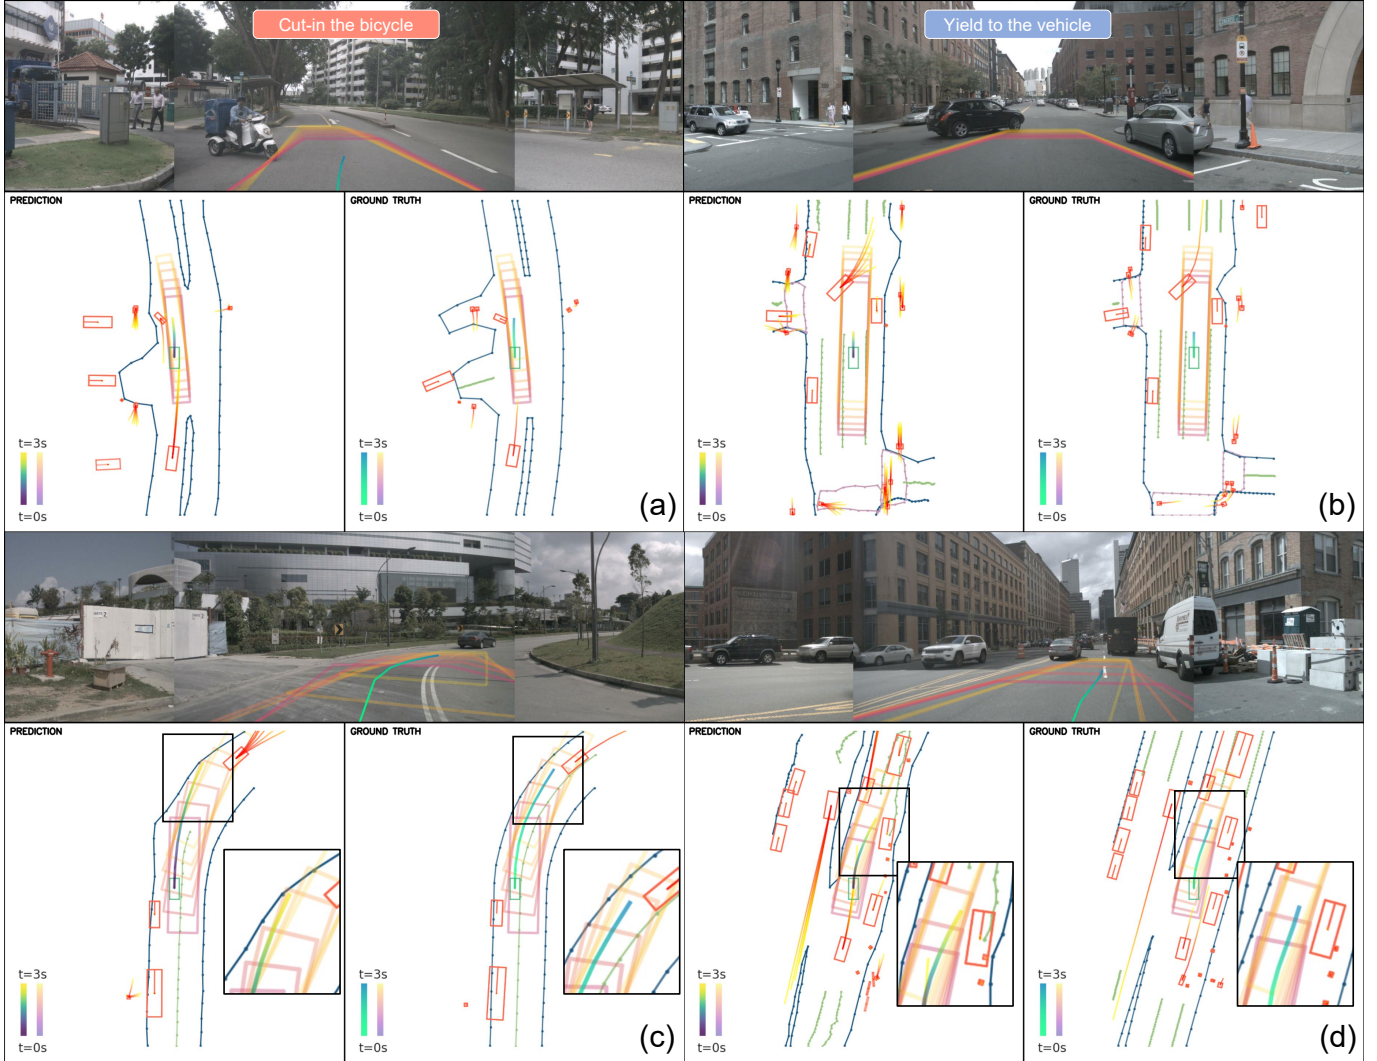 Cut-in the bicycle
Yield to the vehicle
PREDICTION
GROUND TRUTH
PREDICTION
GROUND TRUTH
t=3s
t=0s
t=3s
t=0s
(a)
t=3s
t=0s
t=3s
t=0s
(b)
PREDICTION
GROUND TRUTH
PREDICTION
GROUND TRUTH
t=3s
t=0s
t=3s
t=0s
(c)
t=3s
t=0s
t=3s
t=0s
(d)